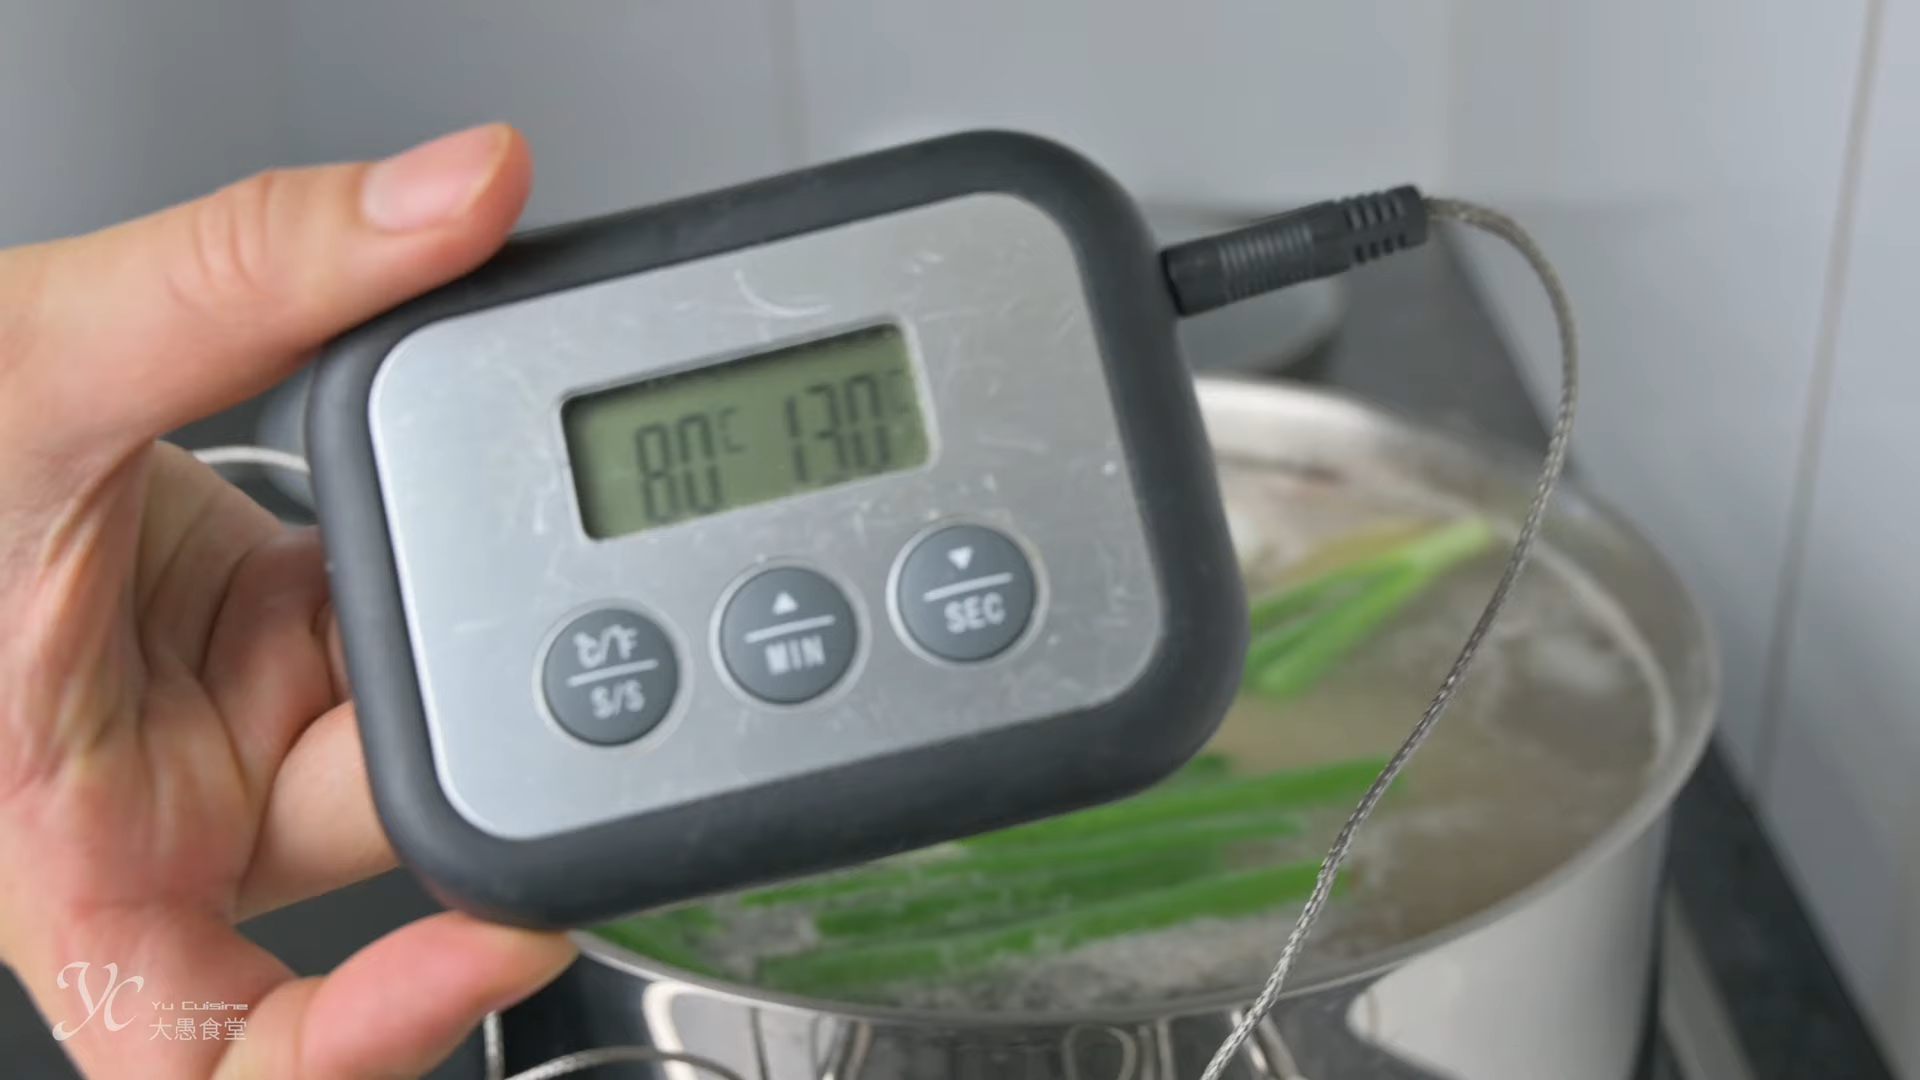 80°C 130°C
°C/°F
S/S
▲
MIN
▼
SEC
YC
Yu Cuisine
大愚食堂